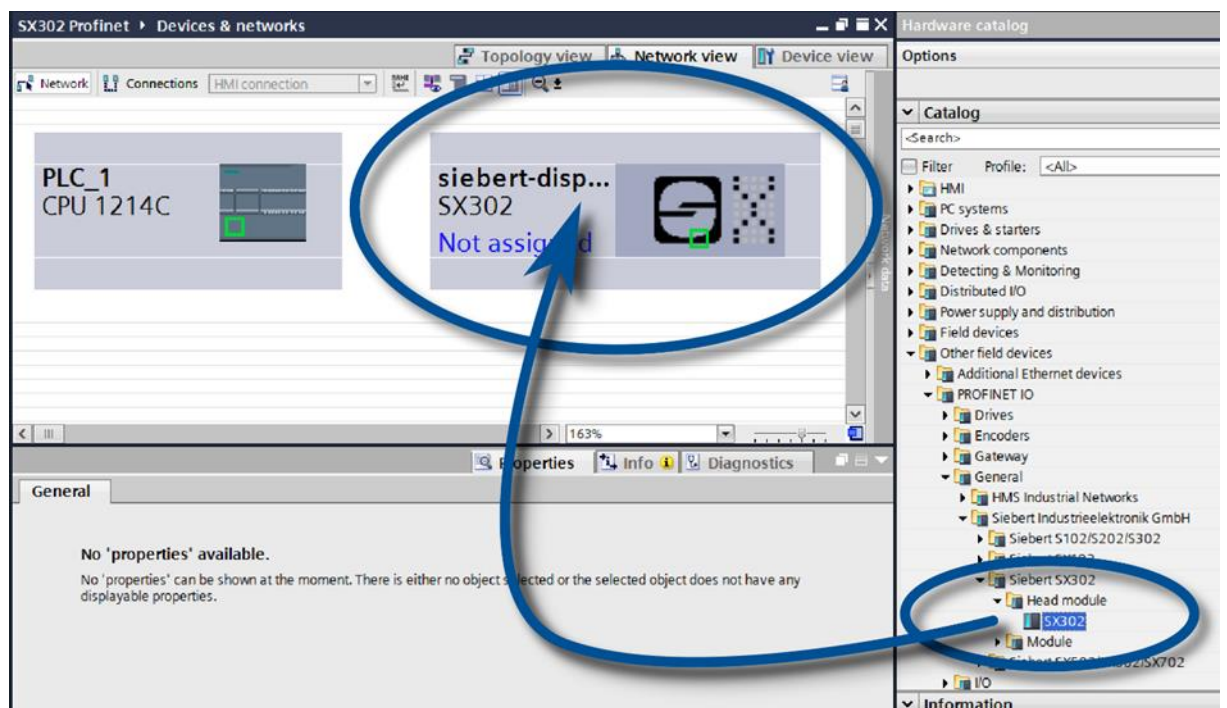 SX302 Profinet ▸ Devices & networks
Topology view Network view Device view
Network Connections HMI connection
PLC_1
CPU 1214C
siebert-disp...
SX302
Not assigned
Network data
163%
Properties Info Diagnostics
General
No 'properties' available.
No 'properties' can be shown at the moment. There is either no object selected or the selected object does not have any
displayable properties.
Hardware catalog
Options
Catalog
<Search>
Filter Profile: <All>
HMI
PC systems
Drives & starters
Network components
Detecting & Monitoring
Distributed I/O
Power supply and distribution
Field devices
Other field devices
Additional Ethernet devices
PROFINET IO
Drives
Encoders
Gateway
General
HMS Industrial Networks
Siebert Industrieelektronik GmbH
Siebert S102/S202/S302
Siebert SX302
Head module
SX302
Module
I/O
Information